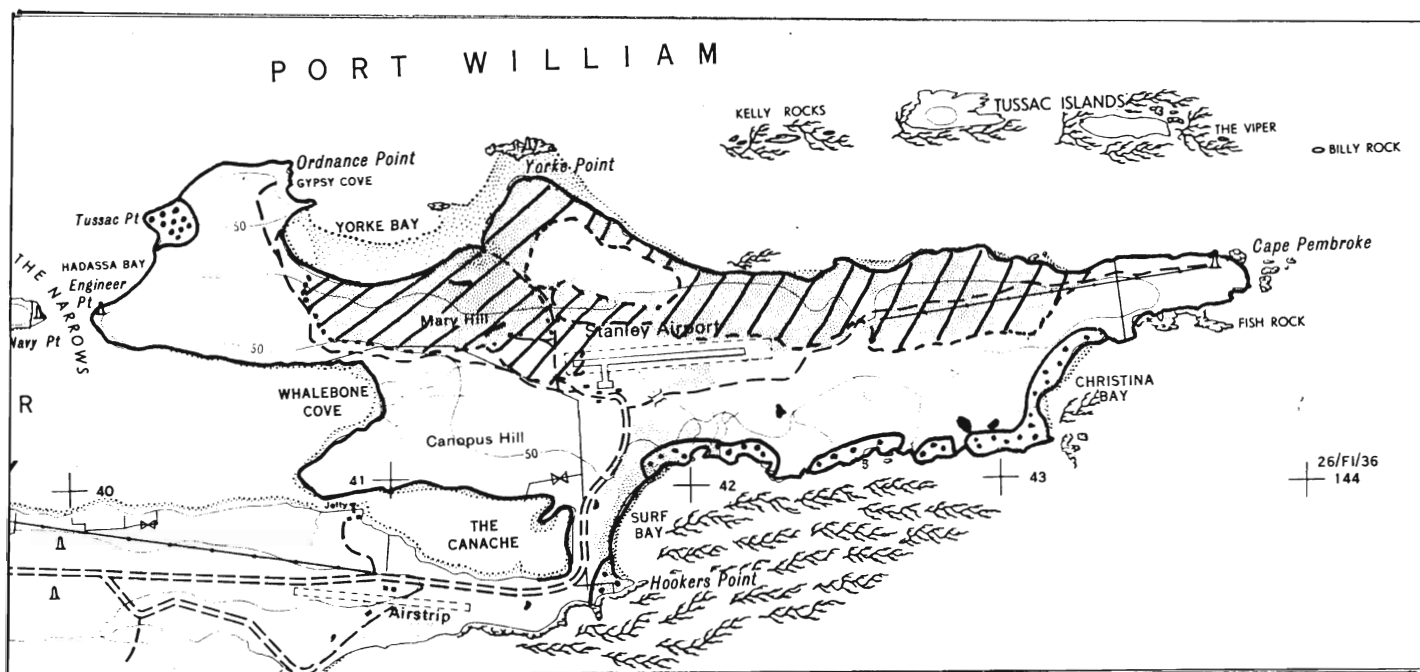 PORT WILLIAM
KELLY ROCKS
TUSSAC ISLANDS
THE VIPER
BILLY ROCK
Ordnance Point
GYPSY COVE
Yorke Point
Tussac Pt
50
YORKE BAY
Cape Pembroke
HADASSA BAY
THE NARROWS
Engineer
Pt
Navy Pt
Mary Hill
Stanley Airport
FISH ROCK
50
WHALEBONE
COVE
CHRISTINA
BAY
R
Canopus Hill
50
40
41
42
43
26/FI/36
144
Jetty
THE
CANACHE
SURF
BAY
Hookers Point
Airstrip